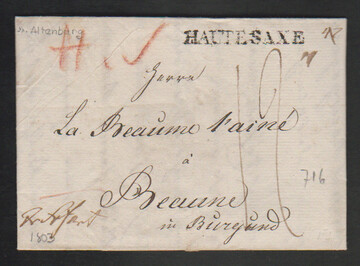 v. Altenburg
HAUTE SAXE
Herrn
La Beaume l'ainé
à
Beaune
in Burgund
716
1803